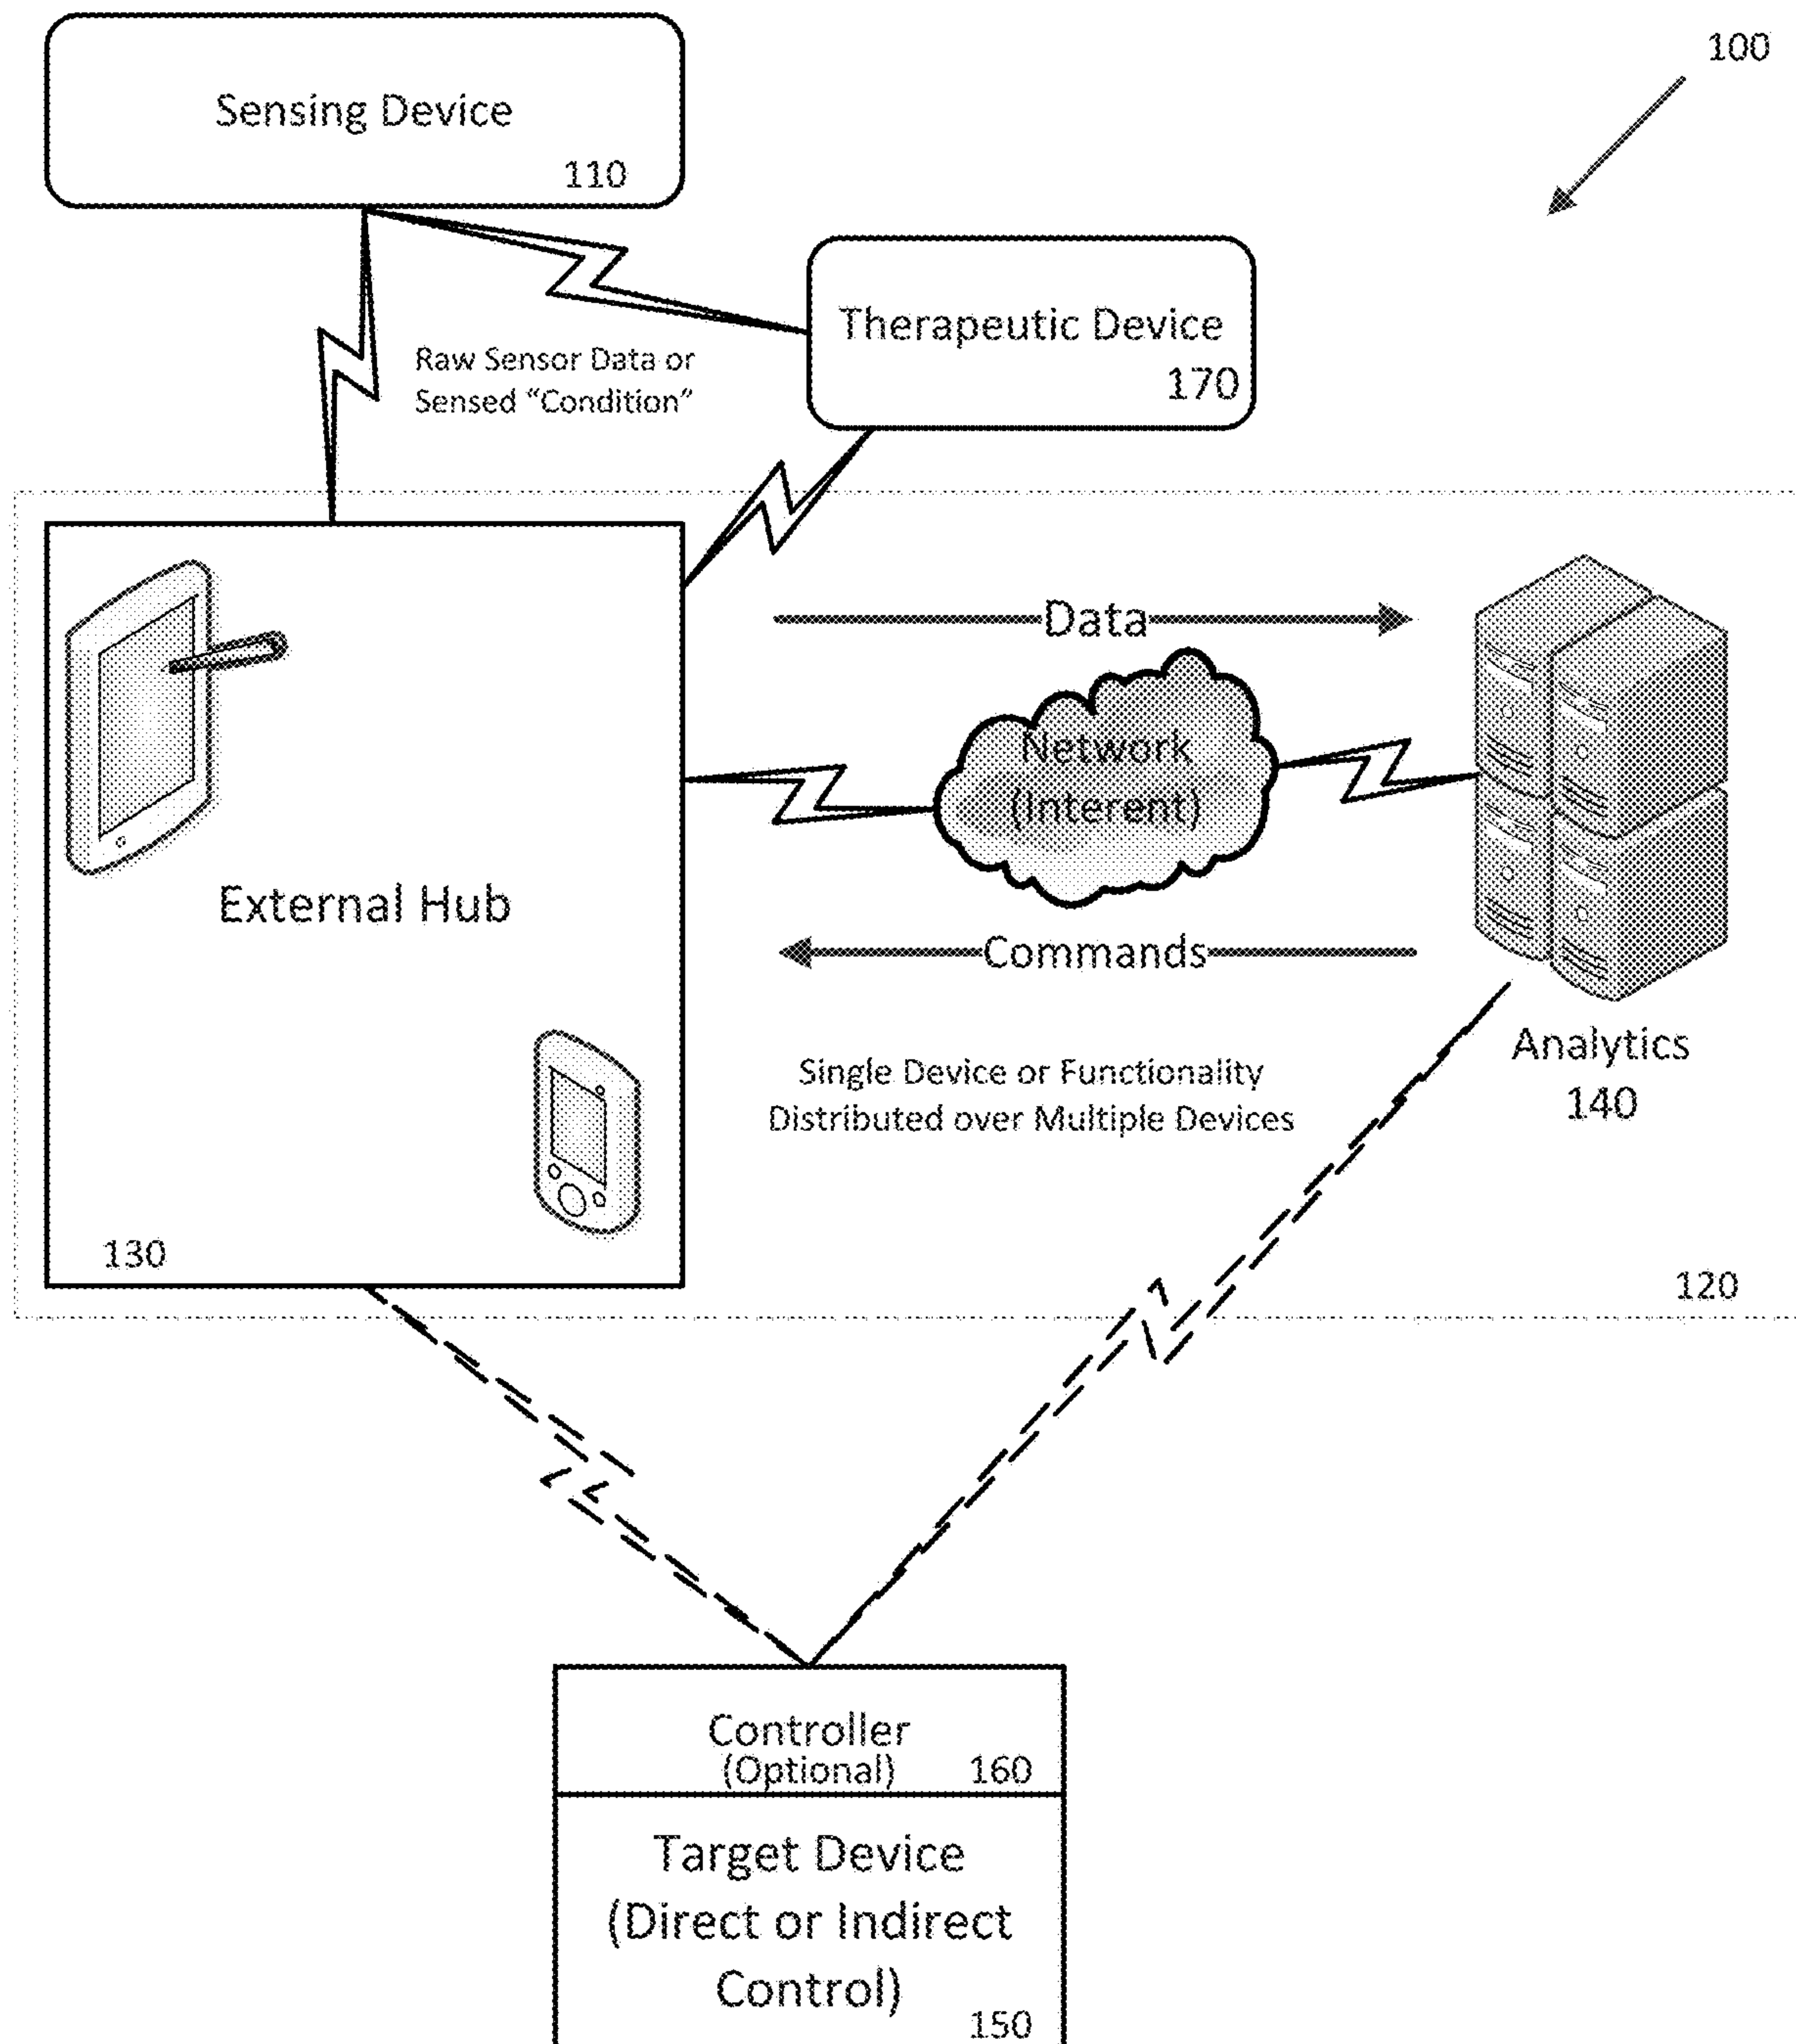 100
Sensing Device
110
Therapeutic Device
170
Raw Sensor Data or
Sensed “Condition”
Data
Network
(Interent)
External Hub
Commands
Analytics
140
Single Device or Functionality
Distributed over Multiple Devices
130
120
Controller
(Optional) 160
Target Device
(Direct or Indirect
Control)
150